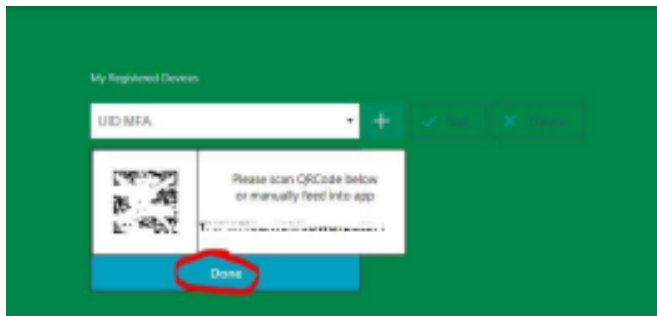 My Registered Devices
UID MFA
Please scan QRCode below
or manually feed into app
Done